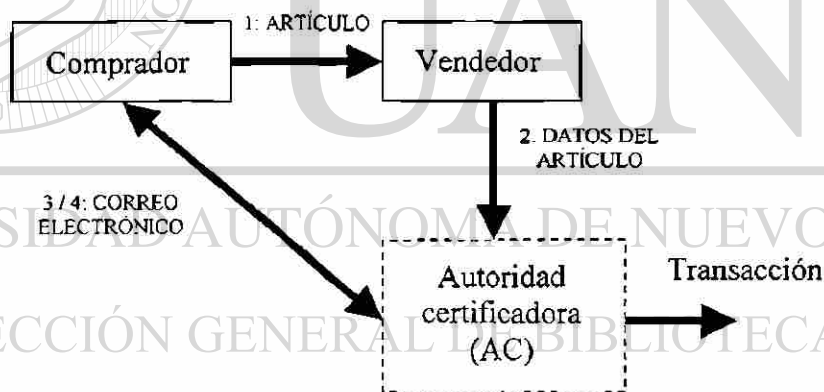 1: ARTÍCULO
Comprador
Vendedor
UAN
2. DATOS DEL
ARTÍCULO
3 / 4: CORREO
ELECTRÓNICO
SIDAD AUTÓNOMA DE NUEVO
Autoridad
certificadora
(AC)
Transacción
ECCIÓN GENERAL DE BIBLIOTECA